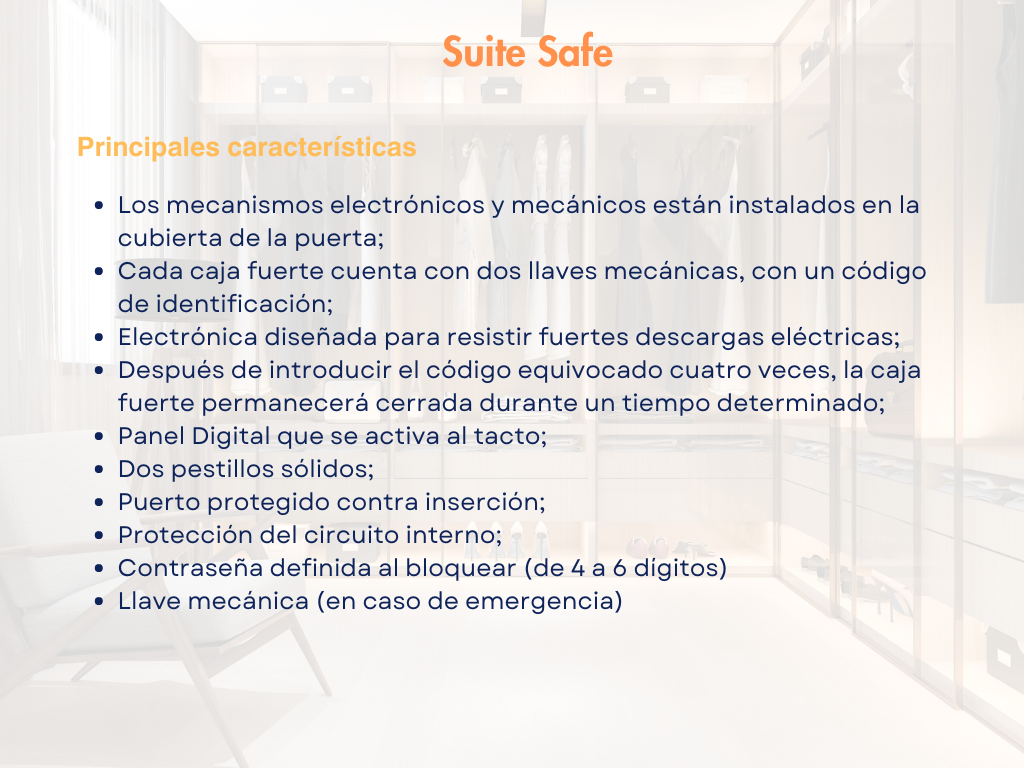 Suite Safe
Principales características
• Los mecanismos electrónicos y mecánicos están instalados en la
cubierta de la puerta;
• Cada caja fuerte cuenta con dos llaves mecánicas, con un código
de identificación;
• Electrónica diseñada para resistir fuertes descargas eléctricas;
• Después de introducir el código equivocado cuatro veces, la caja
fuerte permanecerá cerrada durante un tiempo determinado;
• Panel Digital que se activa al tacto;
• Dos pestillos sólidos;
• Puerto protegido contra inserción;
• Protección del circuito interno;
• Contraseña definida al bloquear (de 4 a 6 dígitos)
• Llave mecánica (en caso de emergencia)